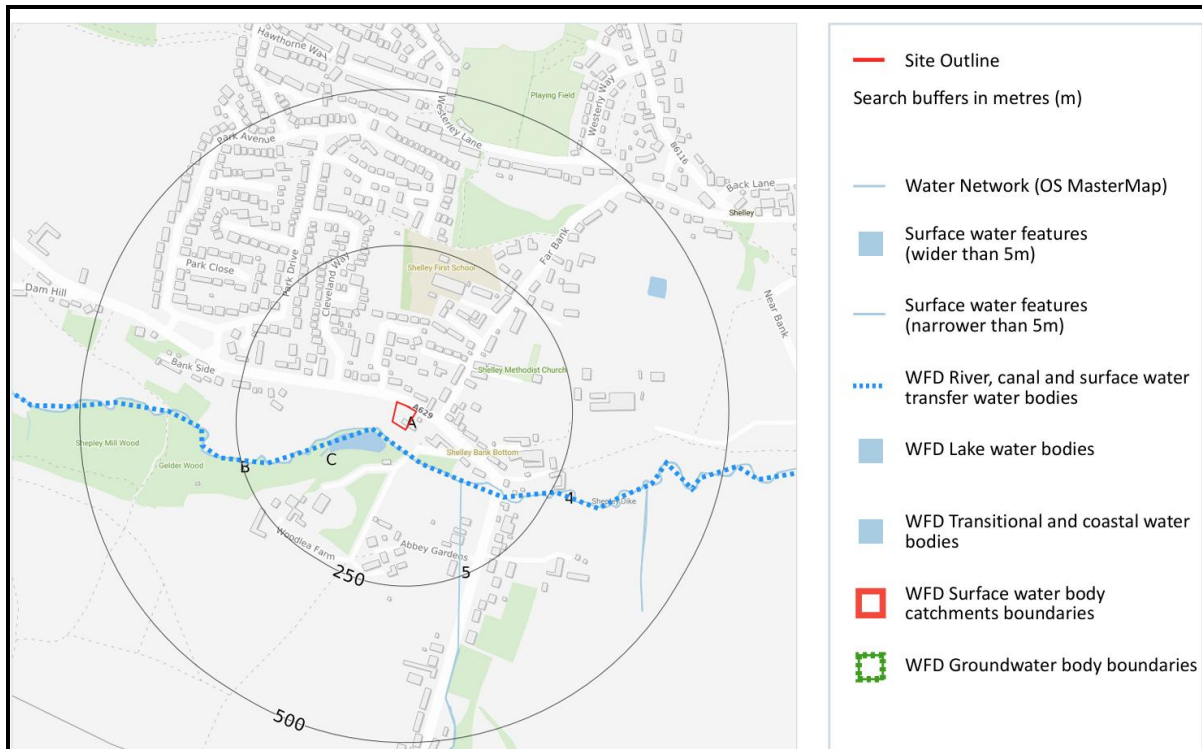 Hawthorne Way
Westerley Lane
Playing Field
Westerly Way
B6116
Park Avenue
Back Lane
Shelley
Far Bank
Shelley First School
Park Close
Park Drive
Cleveland Way
Dam Hill
Near Bank
Bank Side
Shelley Methodist Church
A629
A
Shepley Mill Wood
Gelder Wood
B
C
Shelley Bank Bottom
4
Shepley Dike
Woodlea Farm
Abbey Gardens
5
250
500
Site Outline
Search buffers in metres (m)
Water Network (OS MasterMap)
Surface water features
(wider than 5m)
Surface water features
(narrower than 5m)
WFD River, canal and surface water
transfer water bodies
WFD Lake water bodies
WFD Transitional and coastal water
bodies
WFD Surface water body
catchments boundaries
WFD Groundwater body boundaries